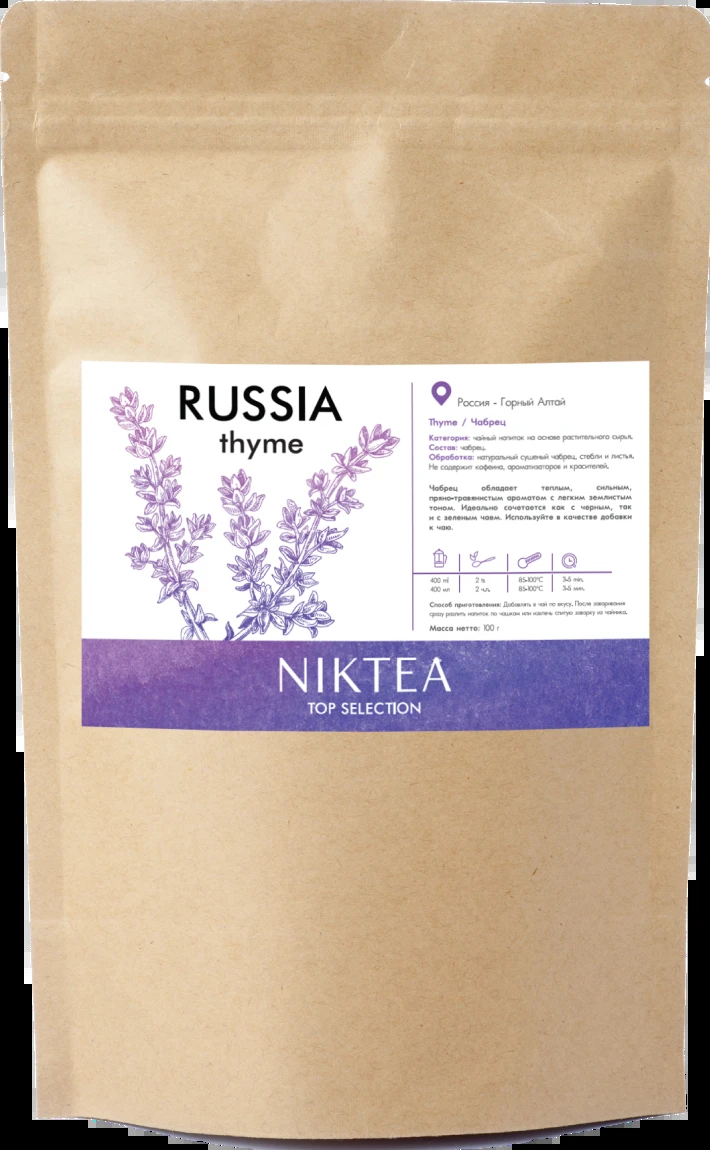 RUSSIA
thyme
Россия - Горный Алтай
Thyme / Чабрец
Категория: чайный напиток на основе растительного сырья.
Состав: чабрец.
Обработка: натуральный сушеный чабрец, стебли и листья.
Не содержит кофеина, ароматизаторов и красителей.
Чабрец обладает теплым, сильным,
пряно-травянистым ароматом с легким землистым
тоном. Идеально сочетается как с черным, так
и с зеленым чаем. Используйте в качестве добавки
к чаю.
400 ml 2 ts 85-100°C 3-5 min.
400 мл 2 ч.л. 85-100°C 3-5 мин.
Способ приготовления: Добавлять в чай по вкусу. После заваривания
сразу разлить напиток по чашкам или извлечь спитую заварку из чайника.
Масса нетто: 100 г
NIKTEA
TOP SELECTION